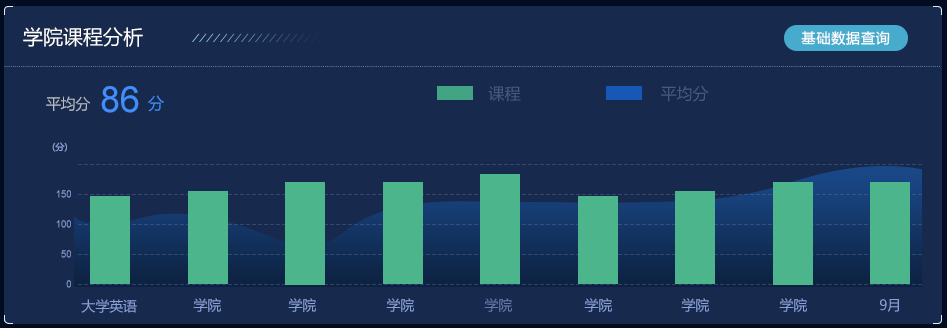 学院课程分析
基础数据查询
平均分 86 分
课程
平均分
(分)
150
100
50
0
大学英语 学院 学院 学院 学院 学院 学院 学院 9月